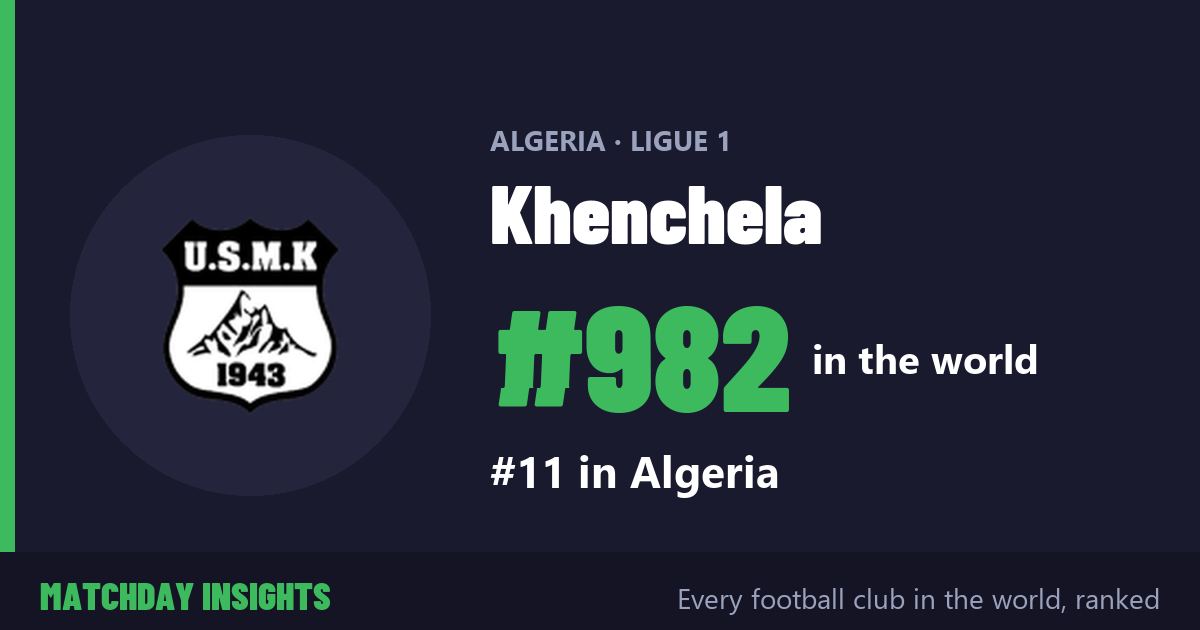 ALGERIA · LIGUE 1
Khenchela
U.S.M.K
1943
#982 in the world
#11 in Algeria
MATCHDAY INSIGHTS
Every football club in the world, ranked